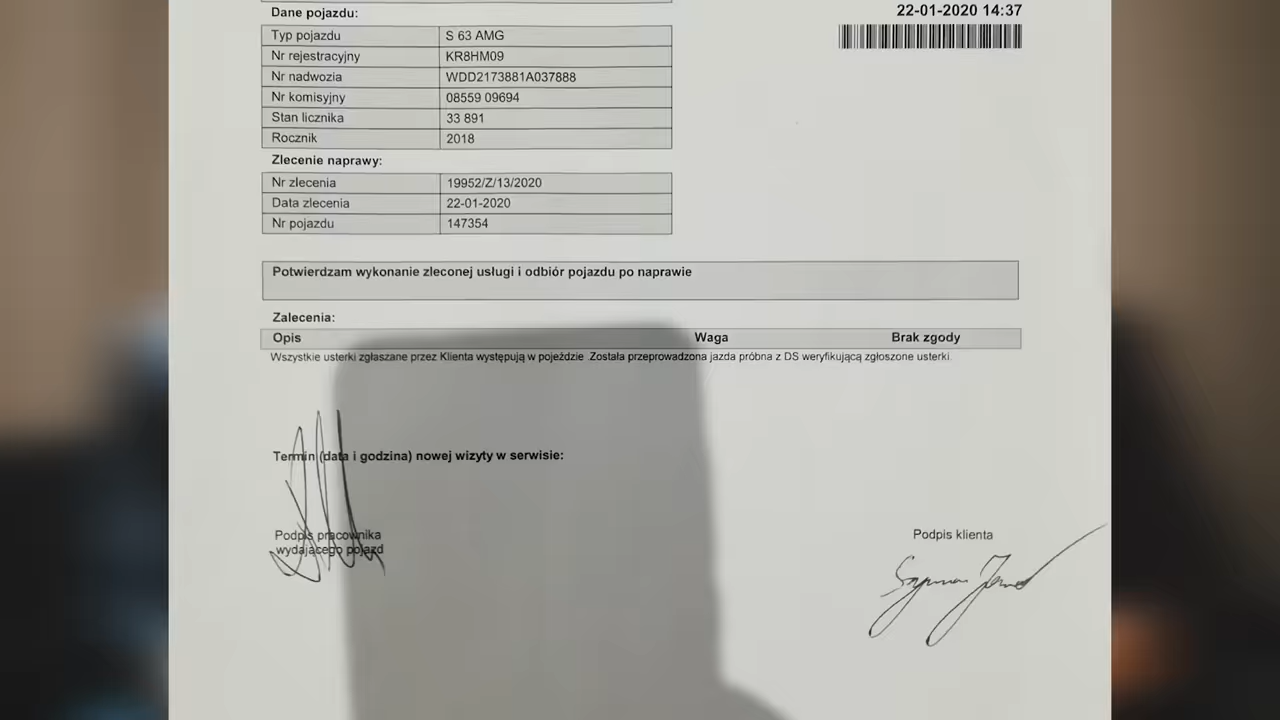 Dane pojazdu:
22-01-2020 14:37
Typ pojazdu S 63 AMG
Nr rejestracyjny KR8HM09
Nr nadwozia WDD2173881A037888
Nr komisyjny 08559 09694
Stan licznika 33 891
Rocznik 2018
Zlecenie naprawy:
Nr zlecenia 19952/Z/13/2020
Data zlecenia 22-01-2020
Nr pojazdu 147354
Potwierdzam wykonanie zleconej usługi i odbiór pojazdu po naprawie
Zalecenia:
Opis Waga Brak zgody
Wszystkie usterki zgłaszane przez Klienta występują w pojeździe .Została przeprowadzona jazda próbna z DS weryfikującą zgłoszone usterki.
Termin (data i godzina) nowej wizyty w serwisie:
Podpis pracownika
wydającego pojazd
Podpis klienta